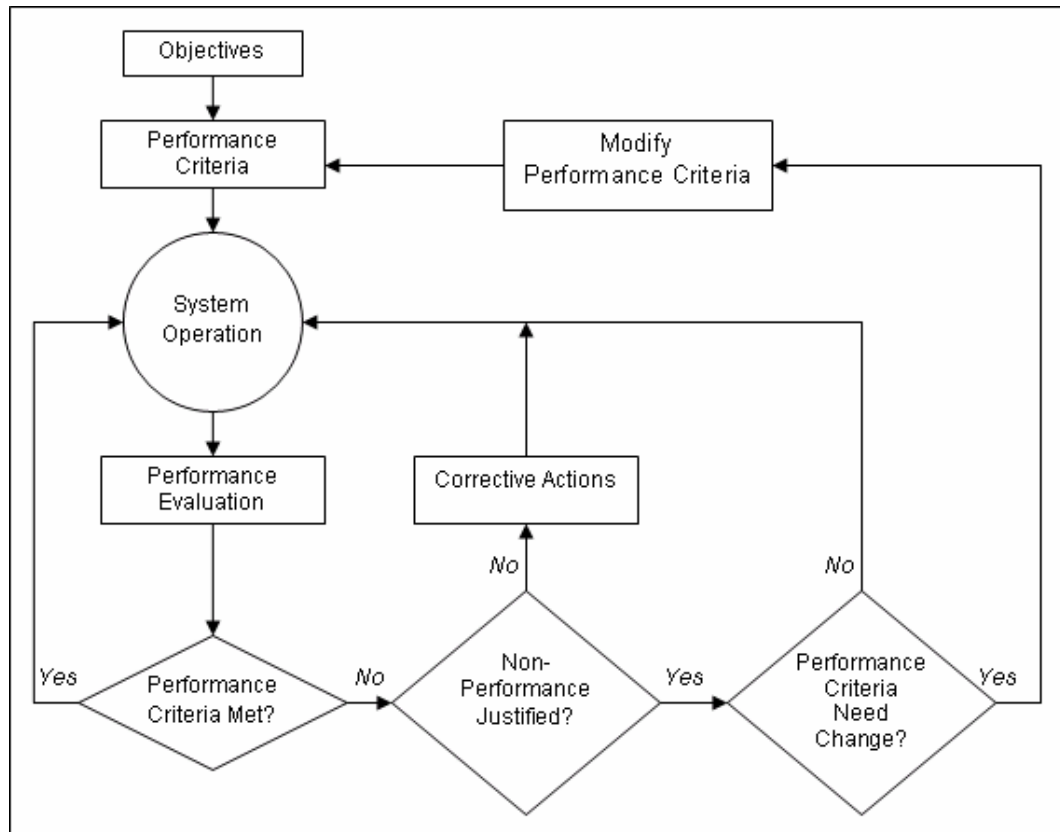 Objectives
Performance
Criteria
Modify
Performance Criteria
System
Operation
Performance
Evaluation
Corrective Actions
No
No
Yes
Performance
Criteria Met?
No
Non-
Performance
Justified?
Yes
Performance
Criteria
Need
Change?
Yes